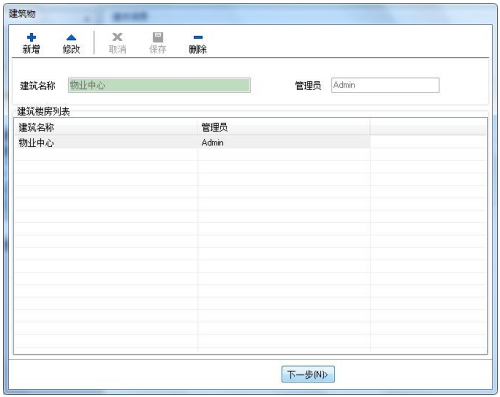 建筑物
新增 修改 取消 保存 删除
建筑名称 物业中心 管理员 Admin
建筑楼房列表
建筑名称 管理员
物业中心 Admin
下一步(N)>